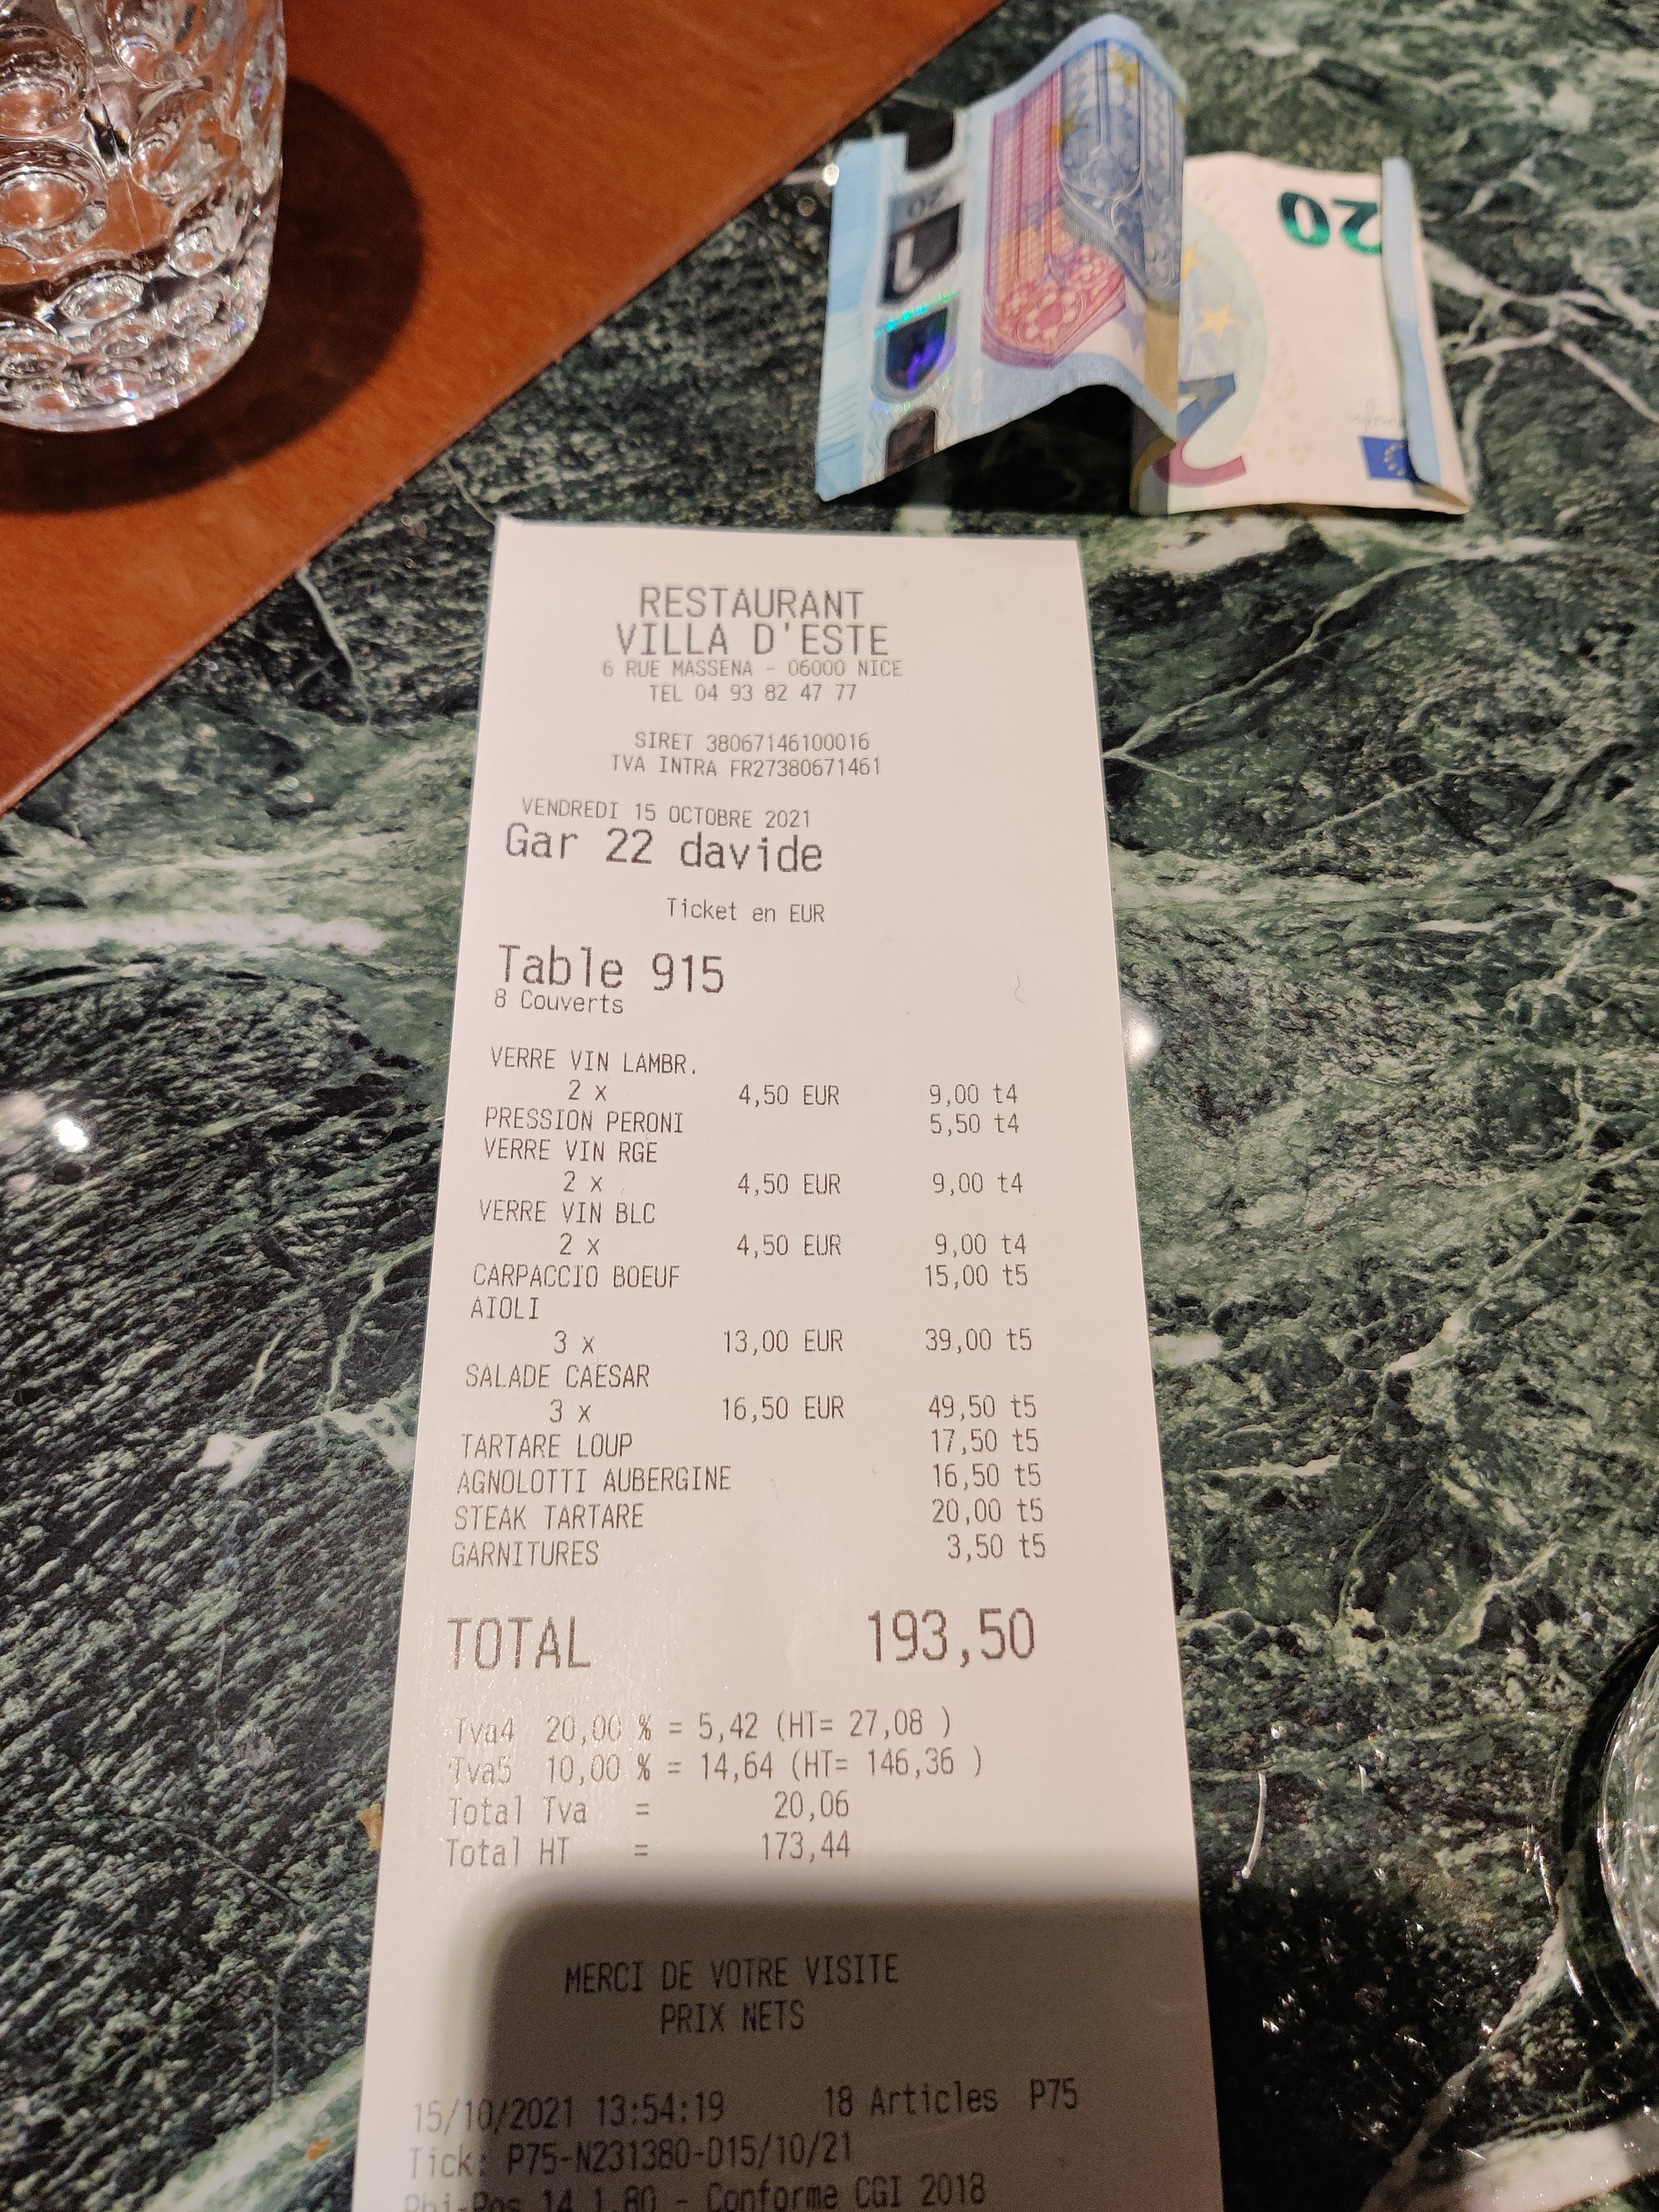 20
20
RESTAURANT
VILLA D'ESTE
6 RUE MASSENA - 06000 NICE
TEL 04 93 82 47 77
SIRET 38067146100016
TVA INTRA FR27380671461
VENDREDI 15 OCTOBRE 2021
Gar 22 davide
Ticket en EUR
Table 915
8 Couverts
VERRE VIN LAMBR.
2 x 4,50 EUR 9,00 t4
PRESSION PERONI 5,50 t4
VERRE VIN RGE
2 x 4,50 EUR 9,00 t4
VERRE VIN BLC
2 x 4,50 EUR 9,00 t4
CARPACCIO BOEUF 15,00 t5
AIOLI
3 x 13,00 EUR 39,00 t5
SALADE CAESAR
3 x 16,50 EUR 49,50 t5
TARTARE LOUP 17,50 t5
AGNOLOTTI AUBERGINE 16,50 t5
STEAK TARTARE 20,00 t5
GARNITURES 3,50 t5
TOTAL 193,50
Tva4 20,00 % = 5,42 (HT= 27,08 )
Tva5 10,00 % = 14,64 (HT= 146,36 )
Total Tva = 20,06
Total HT = 173,44
MERCI DE VOTRE VISITE
PRIX NETS
15/10/2021 13:54:19 18 Articles P75
Tick: P75-N231380-D15/10/21
Phi-Pos 14.1.80 - Conforme CGI 2018